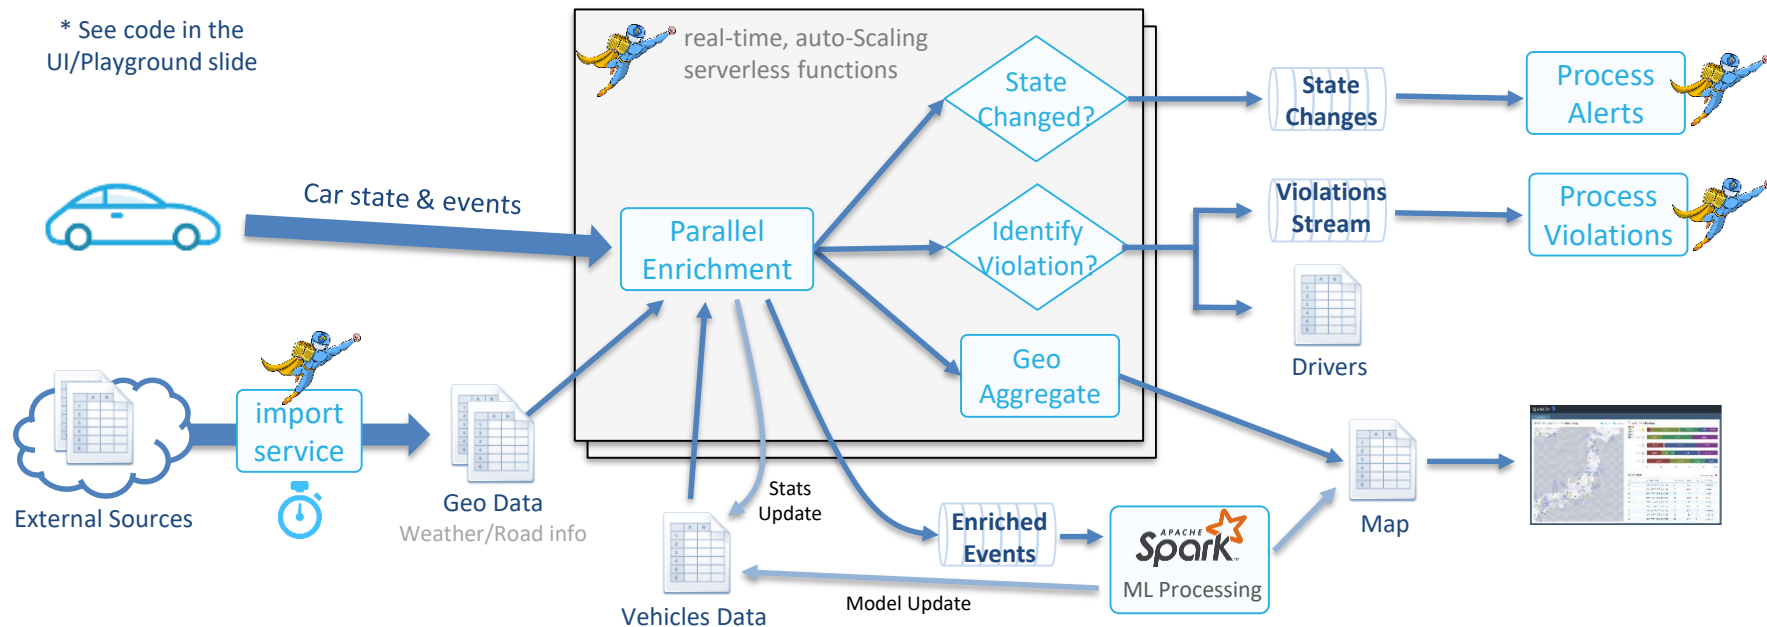 * See code in the
UI/Playground slide
real-time, auto-Scaling
serverless functions
State
Changed?
State
Changes
Process
Alerts
Car state & events
Parallel
Enrichment
Identify
Violation?
Violations
Stream
Process
Violations
Drivers
Geo
Aggregate
import
service
External Sources
Geo Data
Weather/Road info
Stats
Update
Vehicles Data
Enriched
Events
Model Update
APACHE
Spark
ML Processing
Map